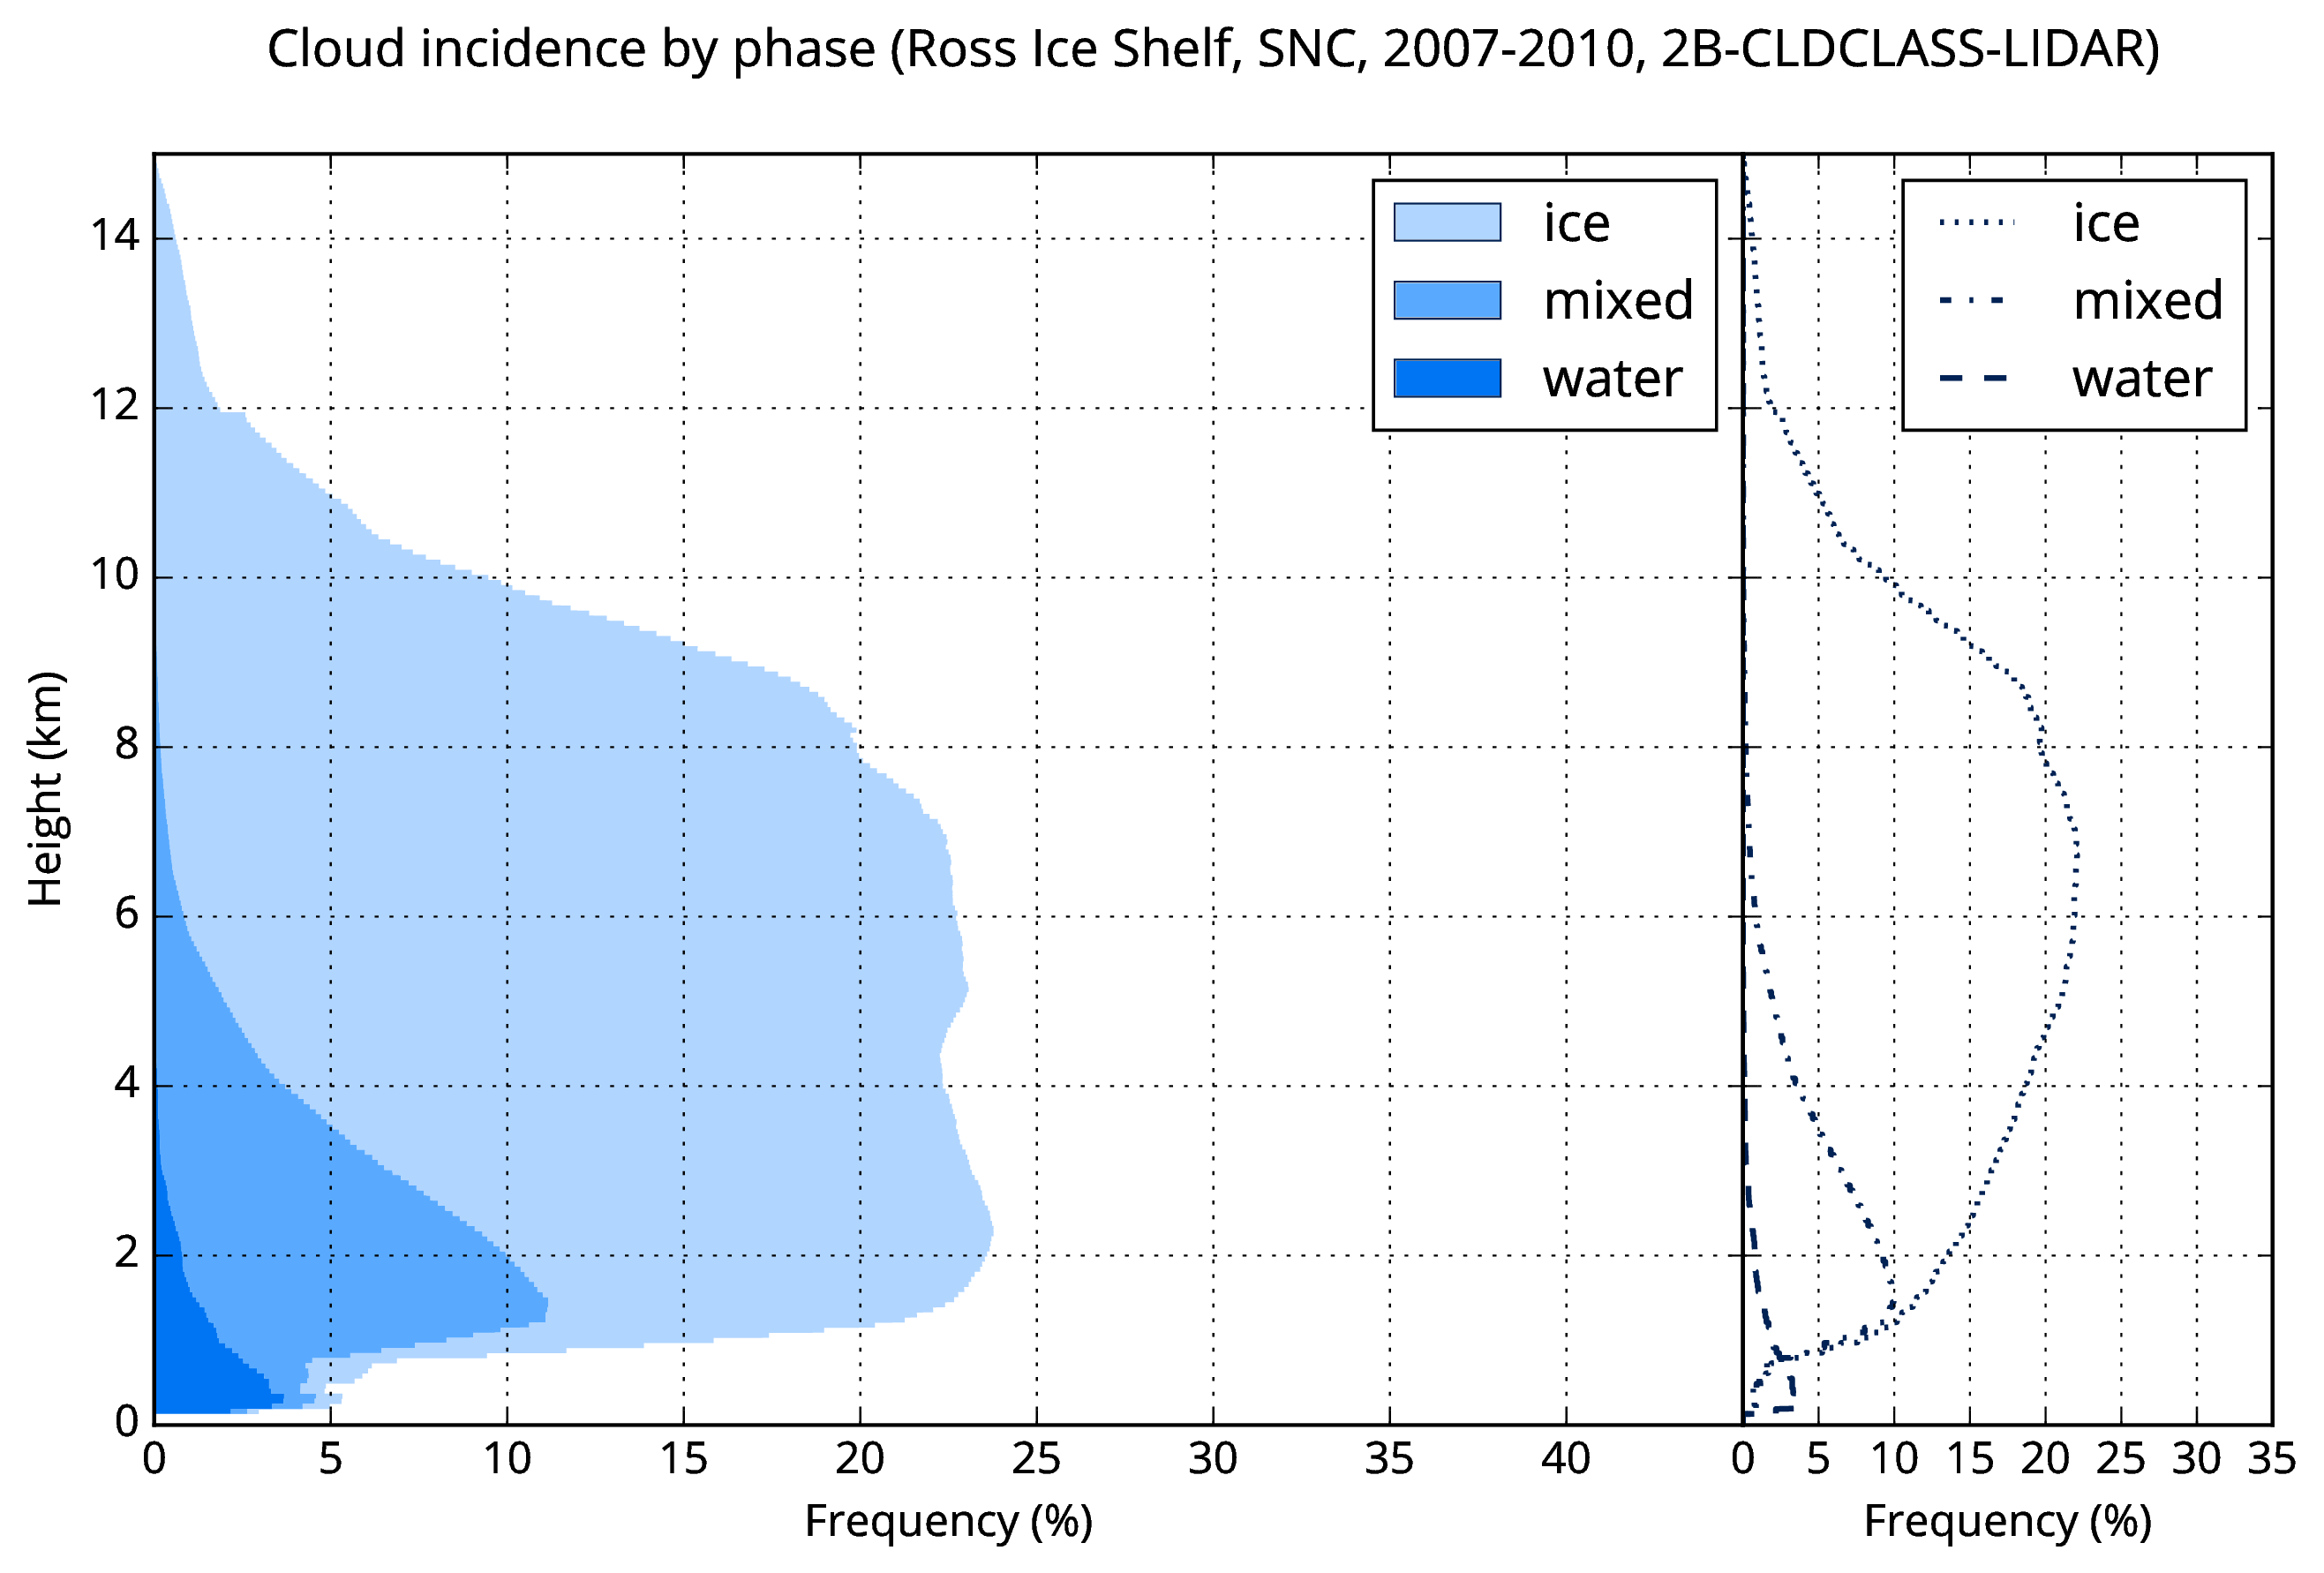 Cloud incidence by phase (Ross Ice Shelf, SNC, 2007-2010, 2B-CLDCLASS-LIDAR)
ice
mixed
water
ice
mixed
water
Height (km)
14
12
10
8
6
4
2
0
0 5 10 15 20 25 30 35 40
0 5 10 15 20 25 30 35
Frequency (%)
Frequency (%)